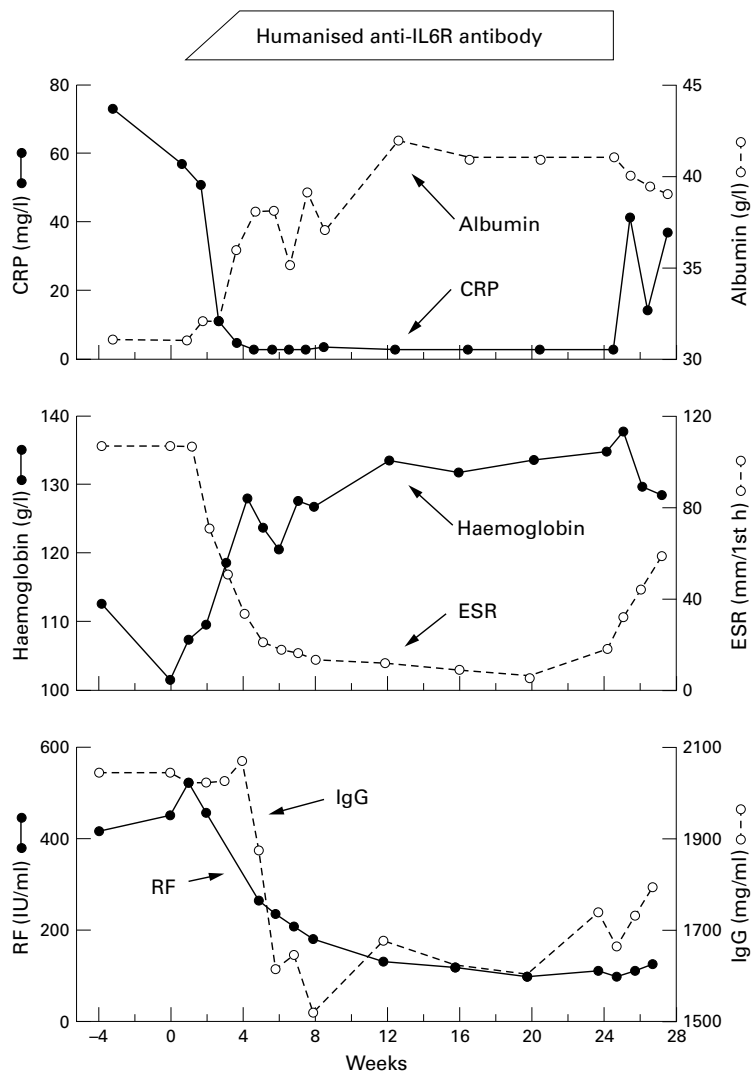 Humanised anti-IL6R antibody
80
60
40
20
0
CRP (mg/l)
45
40
35
30
Albumin (g/l)
Albumin
CRP
140
130
120
110
100
Haemoglobin (g/l)
120
80
40
0
ESR (mm/1st h)
Haemoglobin
ESR
600
400
200
0
RF (IU/ml)
2100
1900
1700
1500
IgG (mg/ml)
IgG
RF
–4 0 4 8 12 16 20 24 28
Weeks